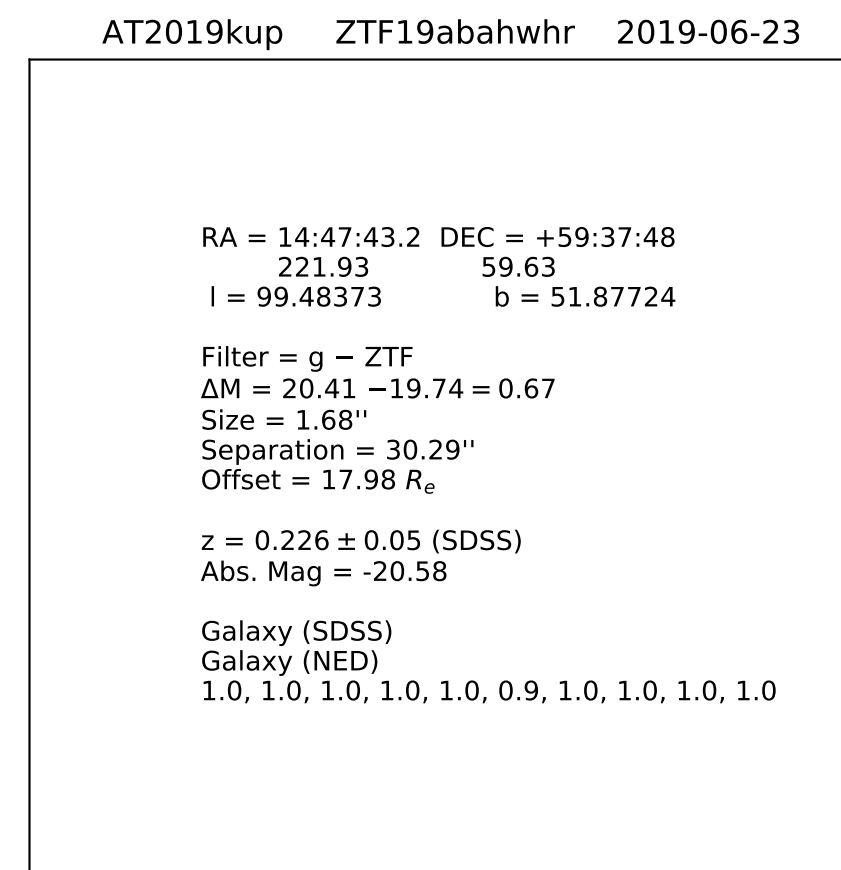 AT2019kup ZTF19abahwhr 2019-06-23
RA = 14:47:43.2 DEC = +59:37:48
221.93 59.63
l = 99.48373 b = 51.87724
Filter = g − ZTF
ΔM = 20.41 −19.74 = 0.67
Size = 1.68''
Separation = 30.29''
Offset = 17.98 Rₑ
z = 0.226 ± 0.05 (SDSS)
Abs. Mag = -20.58
Galaxy (SDSS)
Galaxy (NED)
1.0, 1.0, 1.0, 1.0, 1.0, 0.9, 1.0, 1.0, 1.0, 1.0